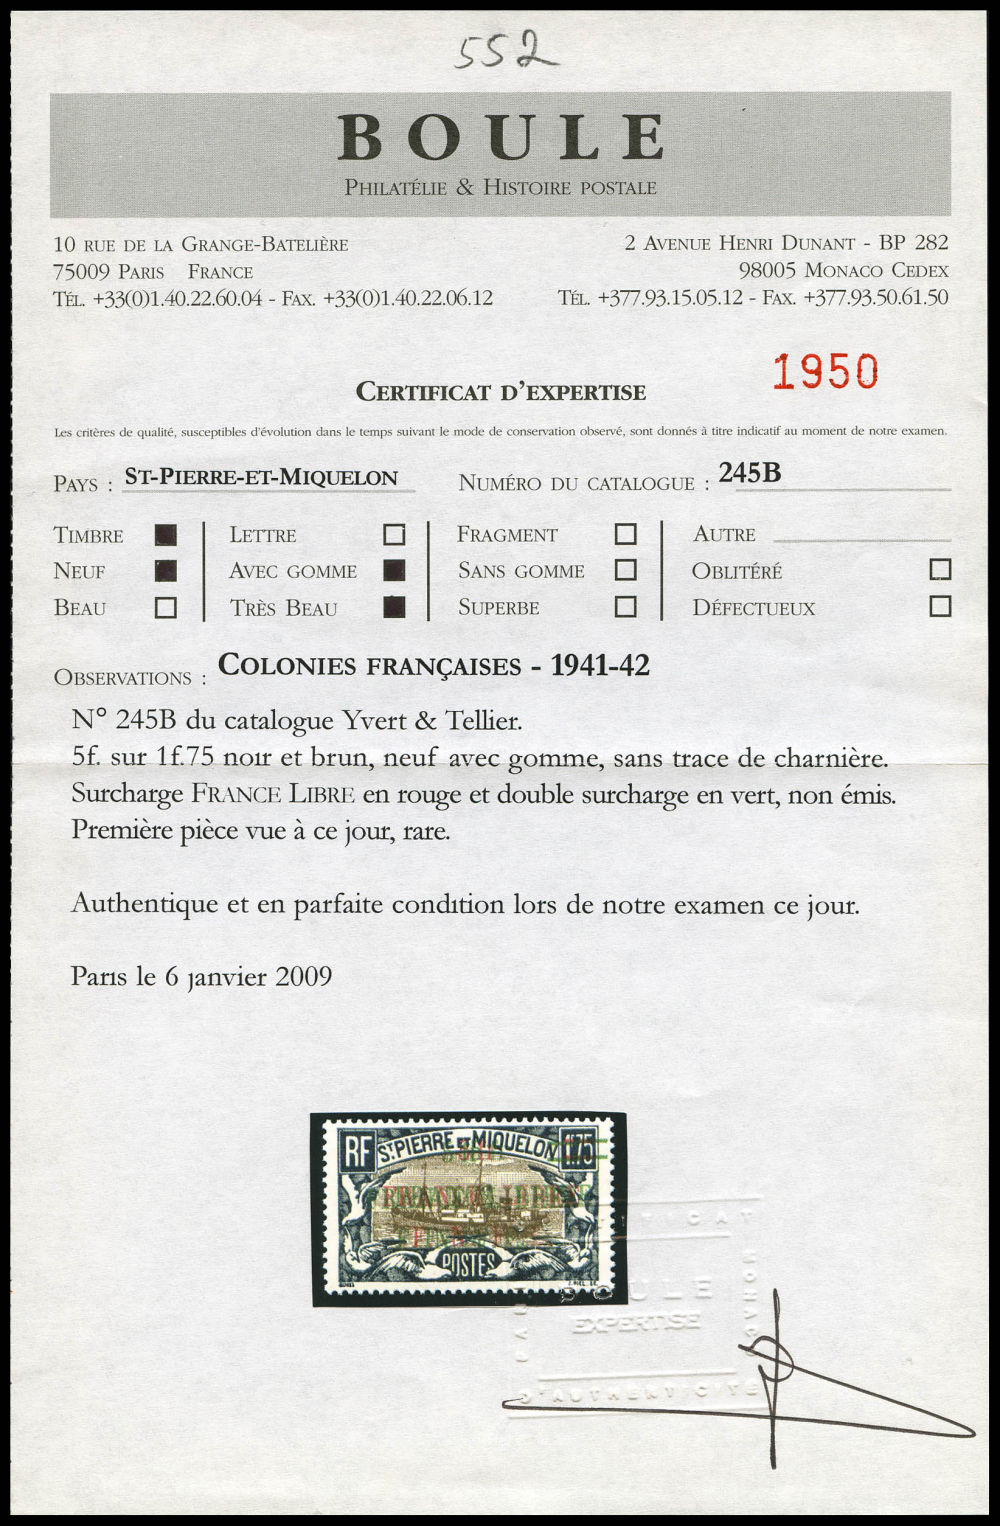 552
BOULE
PHILATÉLIE & HISTOIRE POSTALE
10 RUE DE LA GRANGE-BATELIÈRE
75009 PARIS FRANCE
TÉL. +33(0)1.40.22.60.04 - FAX. +33(0)1.40.22.06.12
2 AVENUE HENRI DUNANT - BP 282
98005 MONACO CEDEX
TÉL. +377.93.15.05.12 - FAX. +377.93.50.61.50
1950
CERTIFICAT D'EXPERTISE
Les critères de qualité, susceptibles d'évolution dans le temps suivant le mode de conservation observé, sont donnés à titre indicatif au moment de notre examen.
PAYS : ST-PIERRE-ET-MIQUELON NUMÉRO DU CATALOGUE : 245B
TIMBRE LETTRE FRAGMENT AUTRE
NEUF AVEC GOMME SANS GOMME OBLITÉRÉ
BEAU TRÈS BEAU SUPERBE DÉFECTUEUX
OBSERVATIONS : COLONIES FRANÇAISES - 1941-42
N° 245B du catalogue Yvert & Tellier.
5f. sur 1f.75 noir et brun, neuf avec gomme, sans trace de charnière.
Surcharge FRANCE LIBRE en rouge et double surcharge en vert, non émis.
Première pièce vue à ce jour, rare.
Authentique et en parfaite condition lors de notre examen ce jour.
Paris le 6 janvier 2009
RF ST PIERRE ET MIQUELON 1.75
POSTES
BOULE
EXPERTISE
MONACO
D'AUTHENTICITÉ